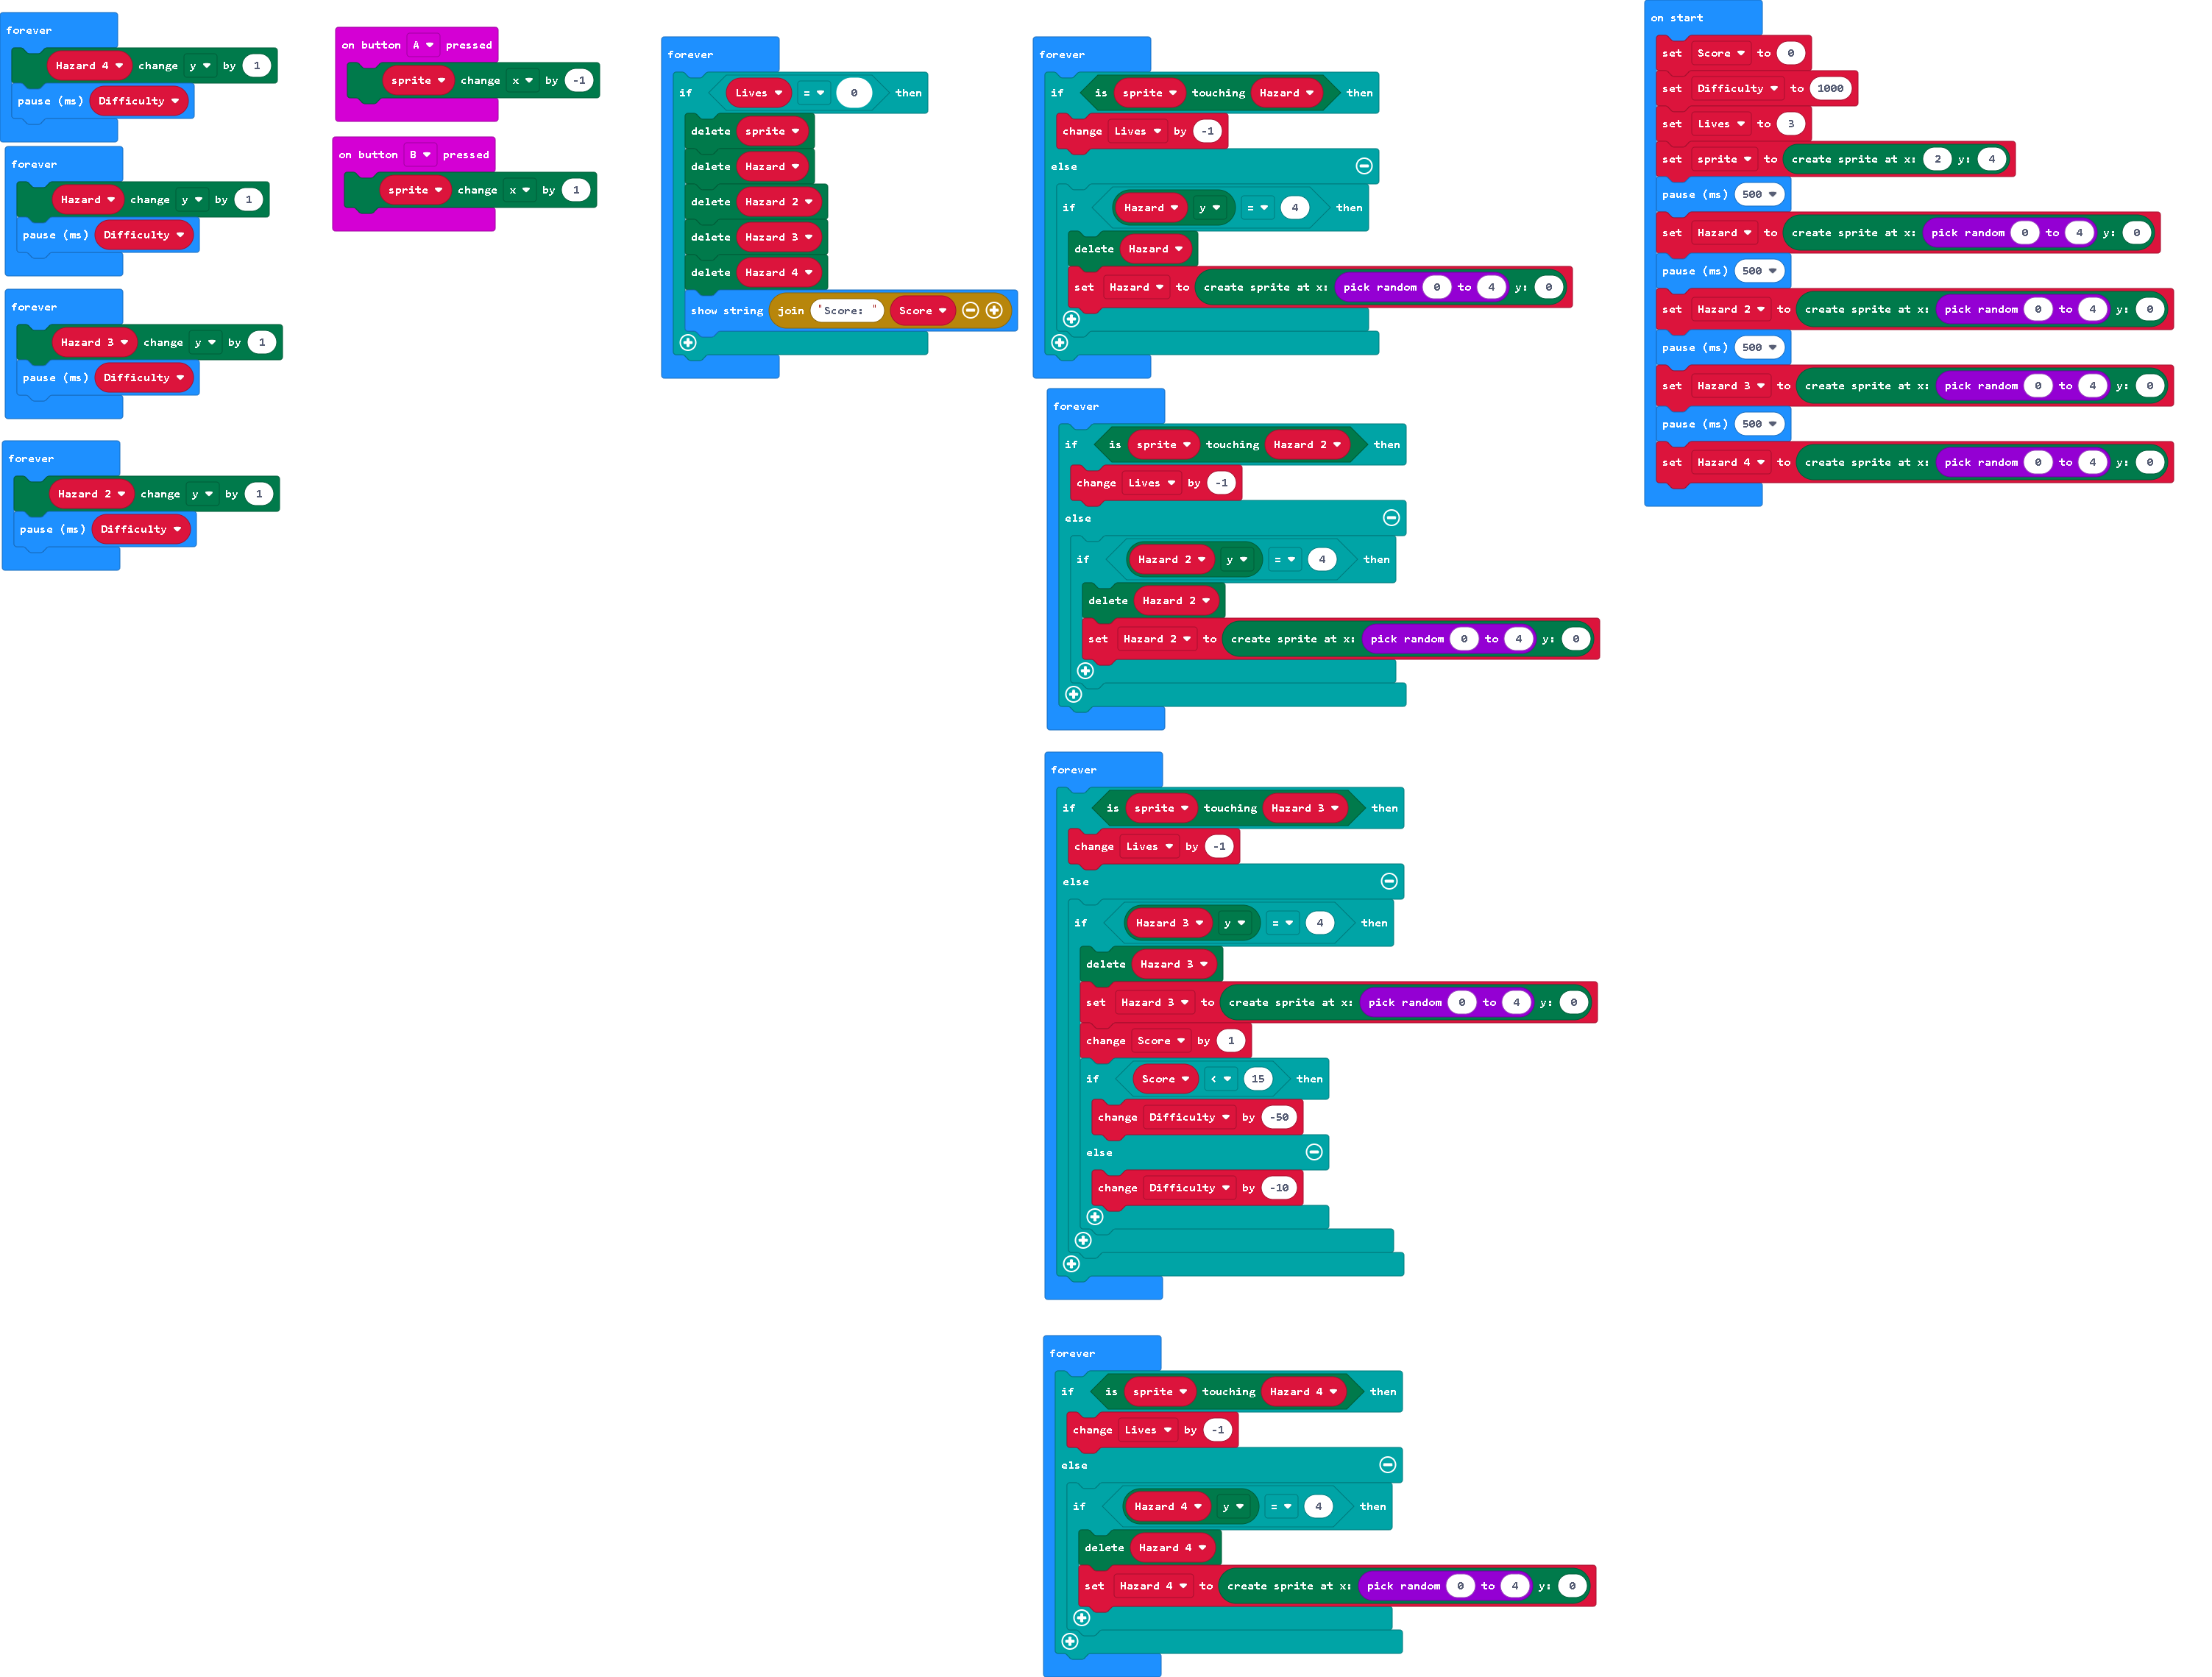 forever
Hazard 4 change y by 1
pause (ms) Difficulty
forever
Hazard change y by 1
pause (ms) Difficulty
forever
Hazard 3 change y by 1
pause (ms) Difficulty
forever
Hazard 2 change y by 1
pause (ms) Difficulty
on button A pressed
sprite change x by -1
on button B pressed
sprite change x by 1
forever
if Lives = 0 then
delete sprite
delete Hazard
delete Hazard 2
delete Hazard 3
delete Hazard 4
show string join "Score: " Score
forever
if is sprite touching Hazard then
change Lives by -1
else
if Hazard y = 4 then
delete Hazard
set Hazard to create sprite at x: pick random 0 to 4 y: 0
forever
if is sprite touching Hazard 2 then
change Lives by -1
else
if Hazard 2 y = 4 then
delete Hazard 2
set Hazard 2 to create sprite at x: pick random 0 to 4 y: 0
forever
if is sprite touching Hazard 3 then
change Lives by -1
else
if Hazard 3 y = 4 then
delete Hazard 3
set Hazard 3 to create sprite at x: pick random 0 to 4 y: 0
change Score by 1
if Score < 15 then
change Difficulty by -50
else
change Difficulty by -10
forever
if is sprite touching Hazard 4 then
change Lives by -1
else
if Hazard 4 y = 4 then
delete Hazard 4
set Hazard 4 to create sprite at x: pick random 0 to 4 y: 0
on start
set Score to 0
set Difficulty to 1000
set Lives to 3
set sprite to create sprite at x: 2 y: 4
pause (ms) 500
set Hazard to create sprite at x: pick random 0 to 4 y: 0
pause (ms) 500
set Hazard 2 to create sprite at x: pick random 0 to 4 y: 0
pause (ms) 500
set Hazard 3 to create sprite at x: pick random 0 to 4 y: 0
pause (ms) 500
set Hazard 4 to create sprite at x: pick random 0 to 4 y: 0